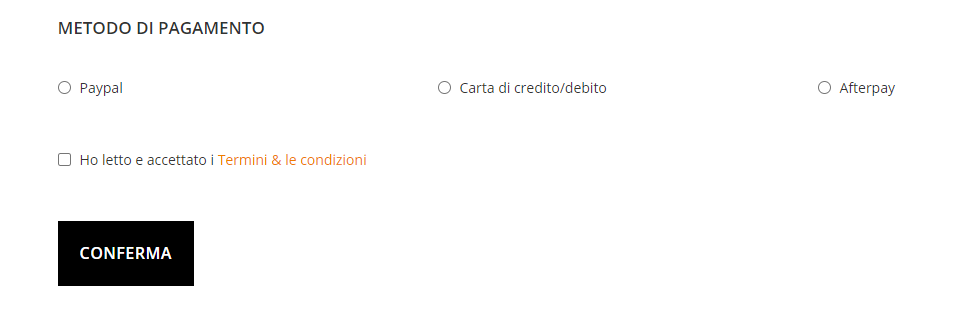 METODO DI PAGAMENTO
Paypal Carta di credito/debito Afterpay
Ho letto e accettato i Termini & le condizioni
CONFERMA